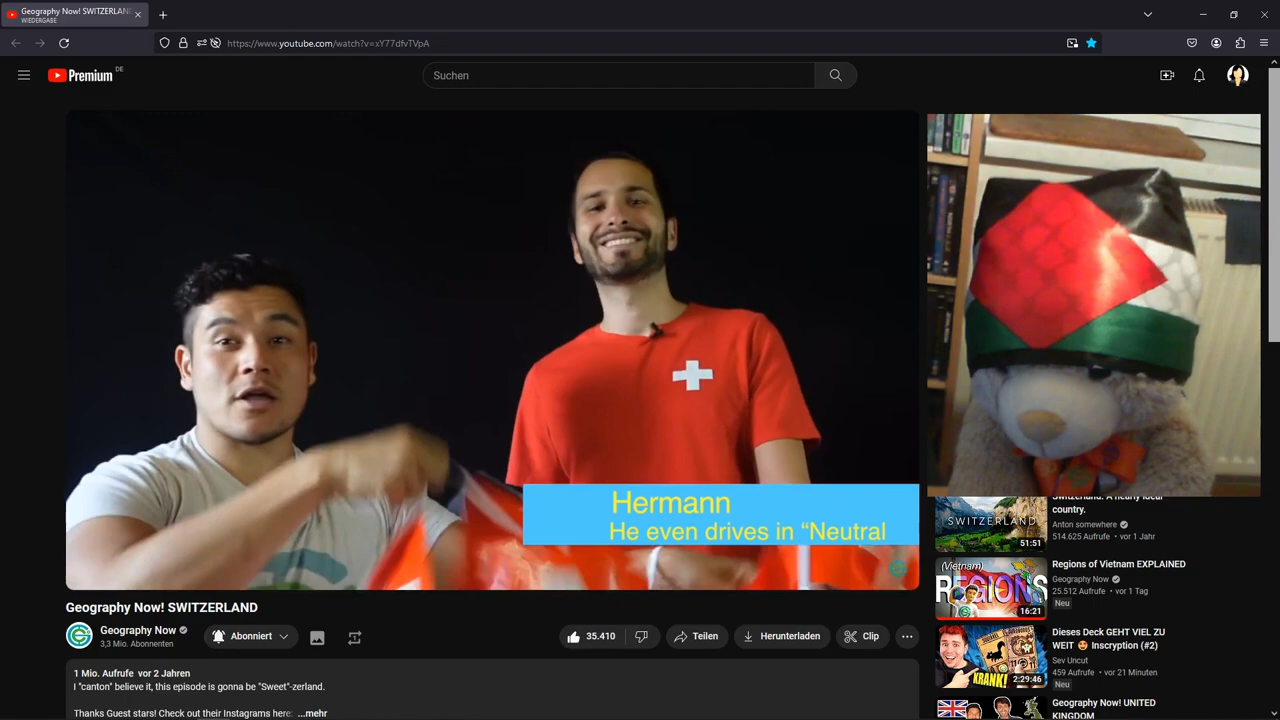 Geography Now! SWITZERLAN
WIEDERGABE
https://www.youtube.com/watch?v=xY77dfvTVpA
Premium DE
Suchen
Hermann
He even drives in “Neutral
SWITZERLAND
51:51
Switzerland. A nearly ideal
country.
Anton somewhere
514.625 Aufrufe • vor 1 Jahr
(Vietnam)
REGIONS
16:21
Regions of Vietnam EXPLAINED
Geography Now
25.512 Aufrufe • vor 1 Tag
Neu
KRANK!
2:29:46
Dieses Deck GEHT VIEL ZU
WEIT 🤩 Inscryption (#2)
Sev Uncut
459 Aufrufe • vor 21 Minuten
Neu
Geography Now! UNITED
KINGDOM
Geography Now! SWITZERLAND
Geography Now
3,3 Mio. Abonnenten
Abonniert
35.410
Teilen
Herunterladen
Clip
1 Mio. Aufrufe vor 2 Jahren
I "canton" believe it, this episode is gonna be "Sweet"-zerland.
Thanks Guest stars! Check out their Instagrams here: ...mehr